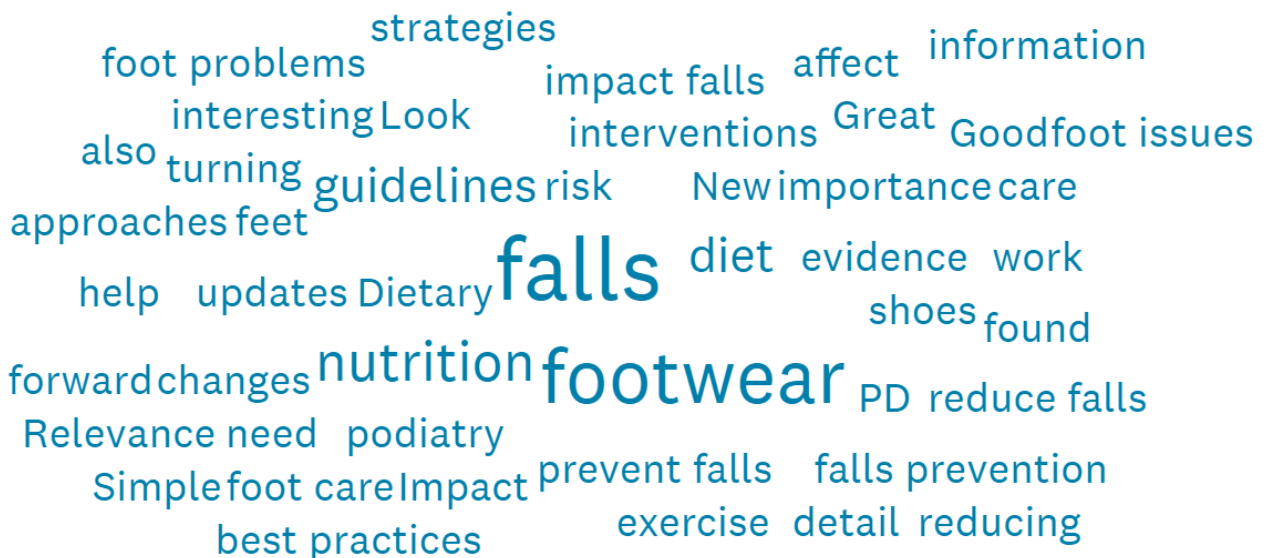 strategies
foot problems impact falls affect information
interesting Look interventions Great Good foot issues
also turning guidelines risk New importance care
approaches feet
falls diet evidence work
help updates Dietary shoes found
forward changes nutrition footwear PD reduce falls
Relevance need podiatry
Simple foot care Impact prevent falls falls prevention
best practices exercise detail reducing